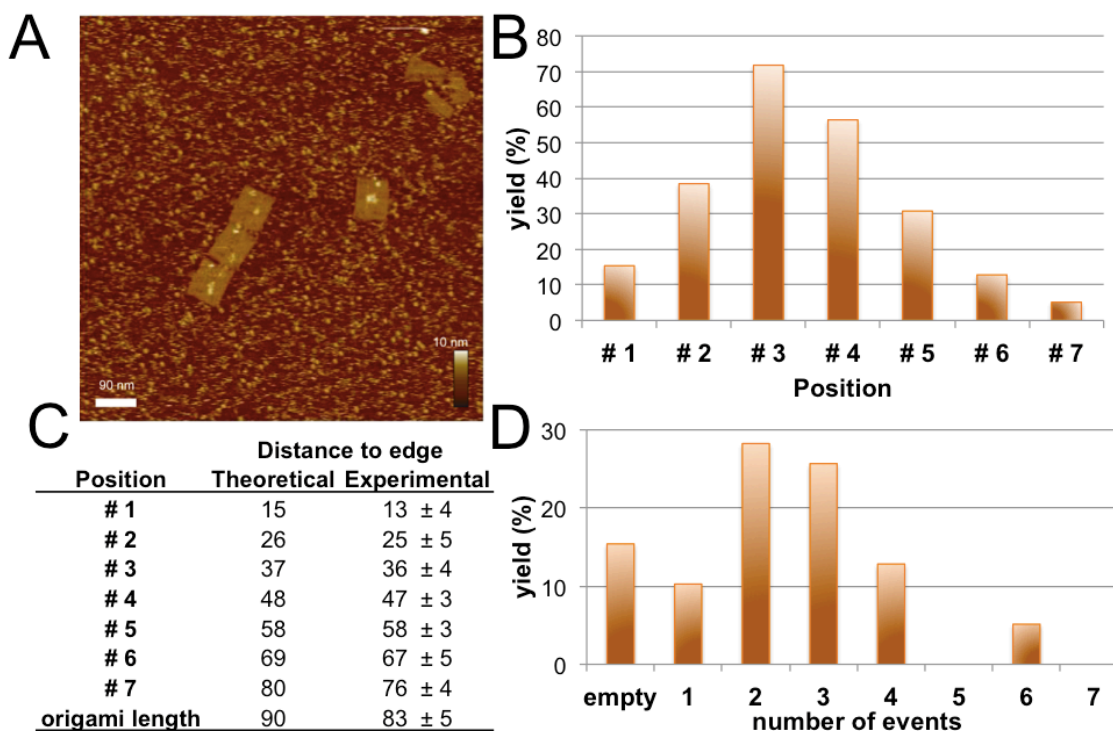 A
10 nm
90 nm
B
80
70
60
50
40
30
20
10
0
yield (%)
# 1 # 2 # 3 # 4 # 5 # 6 # 7
Position
C
Distance to edge
Position Theoretical Experimental
# 1 15 13 ± 4
# 2 26 25 ± 5
# 3 37 36 ± 4
# 4 48 47 ± 3
# 5 58 58 ± 3
# 6 69 67 ± 5
# 7 80 76 ± 4
origami length 90 83 ± 5
D
30
20
10
0
yield (%)
empty 1 2 3 4 5 6 7
number of events